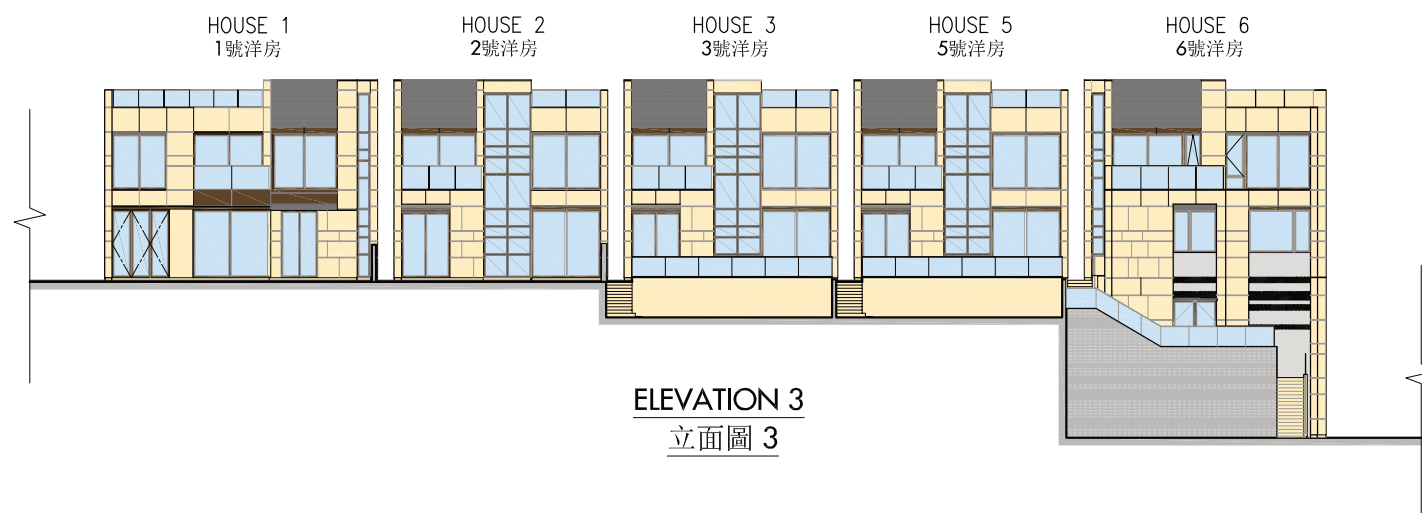 HOUSE 1
1號洋房
HOUSE 2
2號洋房
HOUSE 3
3號洋房
HOUSE 5
5號洋房
HOUSE 6
6號洋房
ELEVATION 3
立面圖 3